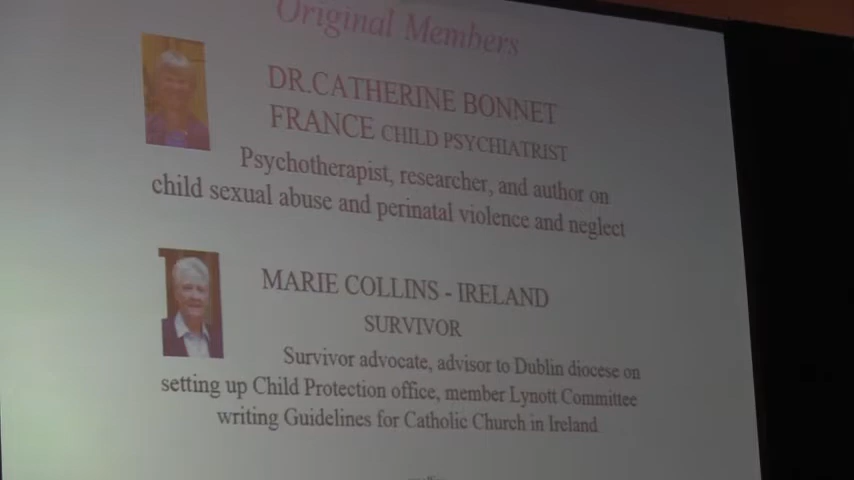 Original Members
DR.CATHERINE BONNET
FRANCE CHILD PSYCHIATRIST
Psychotherapist, researcher, and author on
child sexual abuse and perinatal violence and neglect
MARIE COLLINS - IRELAND
SURVIVOR
Survivor advocate, advisor to Dublin diocese on
setting up Child Protection office, member Lynott Committee
writing Guidelines for Catholic Church in Ireland